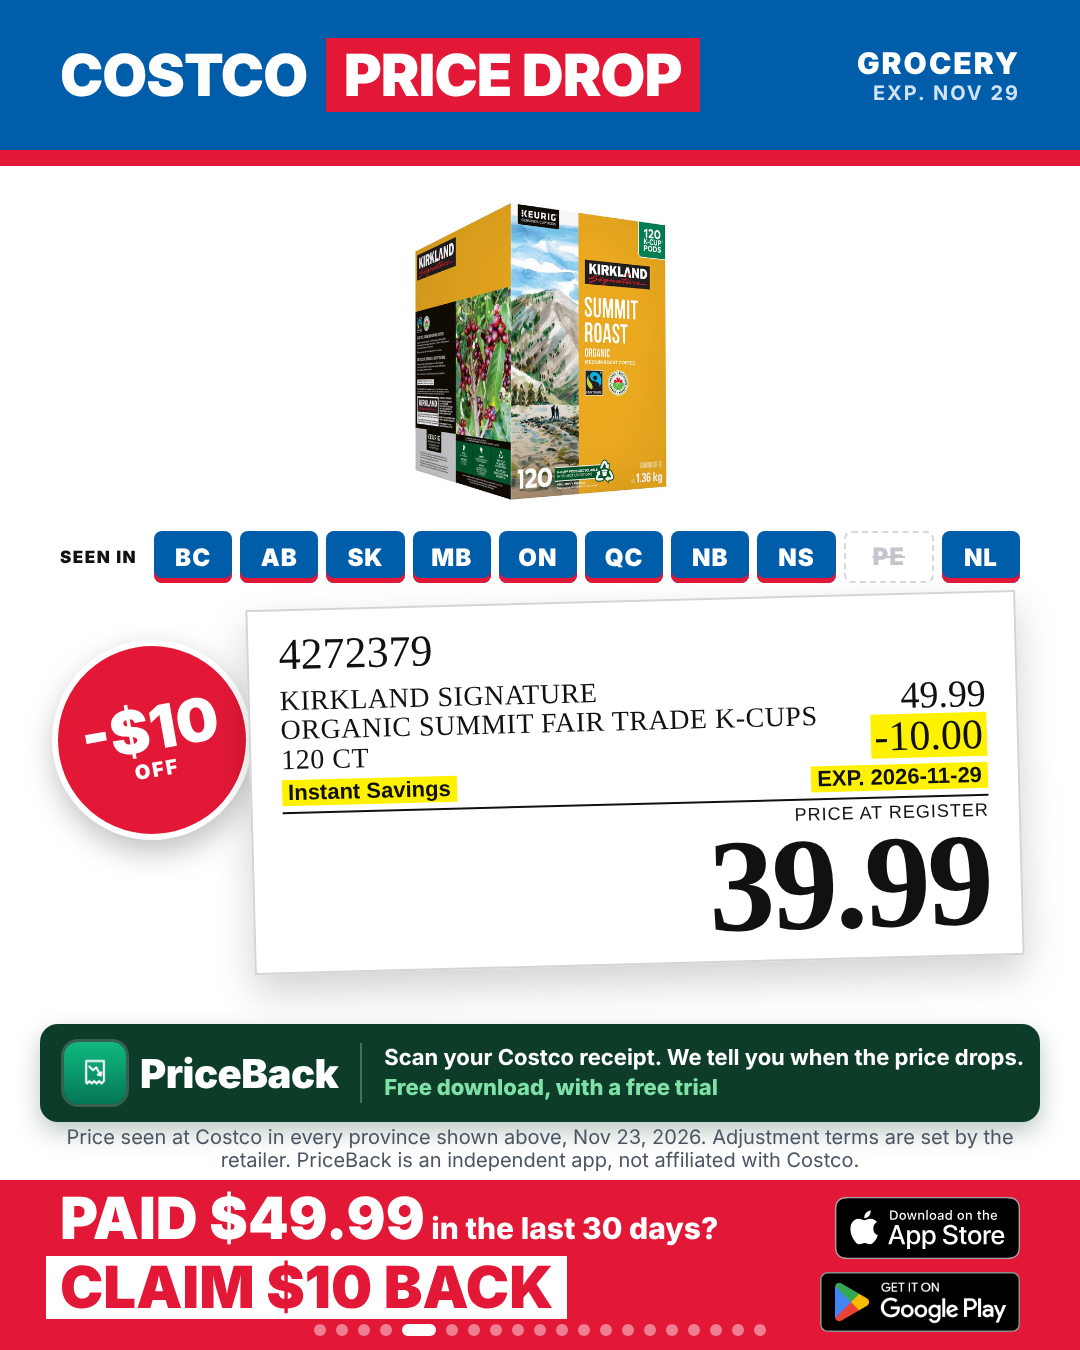 COSTCO PRICE DROP
GROCERY
EXP. NOV 29
KEURIG
120
K-CUP
PODS
KIRKLAND
Signature
KIRKLAND
Signature
SUMMIT
ROAST
ORGANIC
MEDIUM ROAST COFFEE
KIRKLAND
120
1.36 kg
SEEN IN BC AB SK MB ON QC NB NS PE NL
4272379
KIRKLAND SIGNATURE
ORGANIC SUMMIT FAIR TRADE K-CUPS
120 CT
49.99
-10.00
Instant Savings
EXP. 2026-11-29
PRICE AT REGISTER
39.99
-$10
OFF
PriceBack
Scan your Costco receipt. We tell you when the price drops.
Free download, with a free trial
Price seen at Costco in every province shown above, Nov 23, 2026. Adjustment terms are set by the
retailer. PriceBack is an independent app, not affiliated with Costco.
PAID $49.99 in the last 30 days?
CLAIM $10 BACK
Download on the
App Store
GET IT ON
Google Play